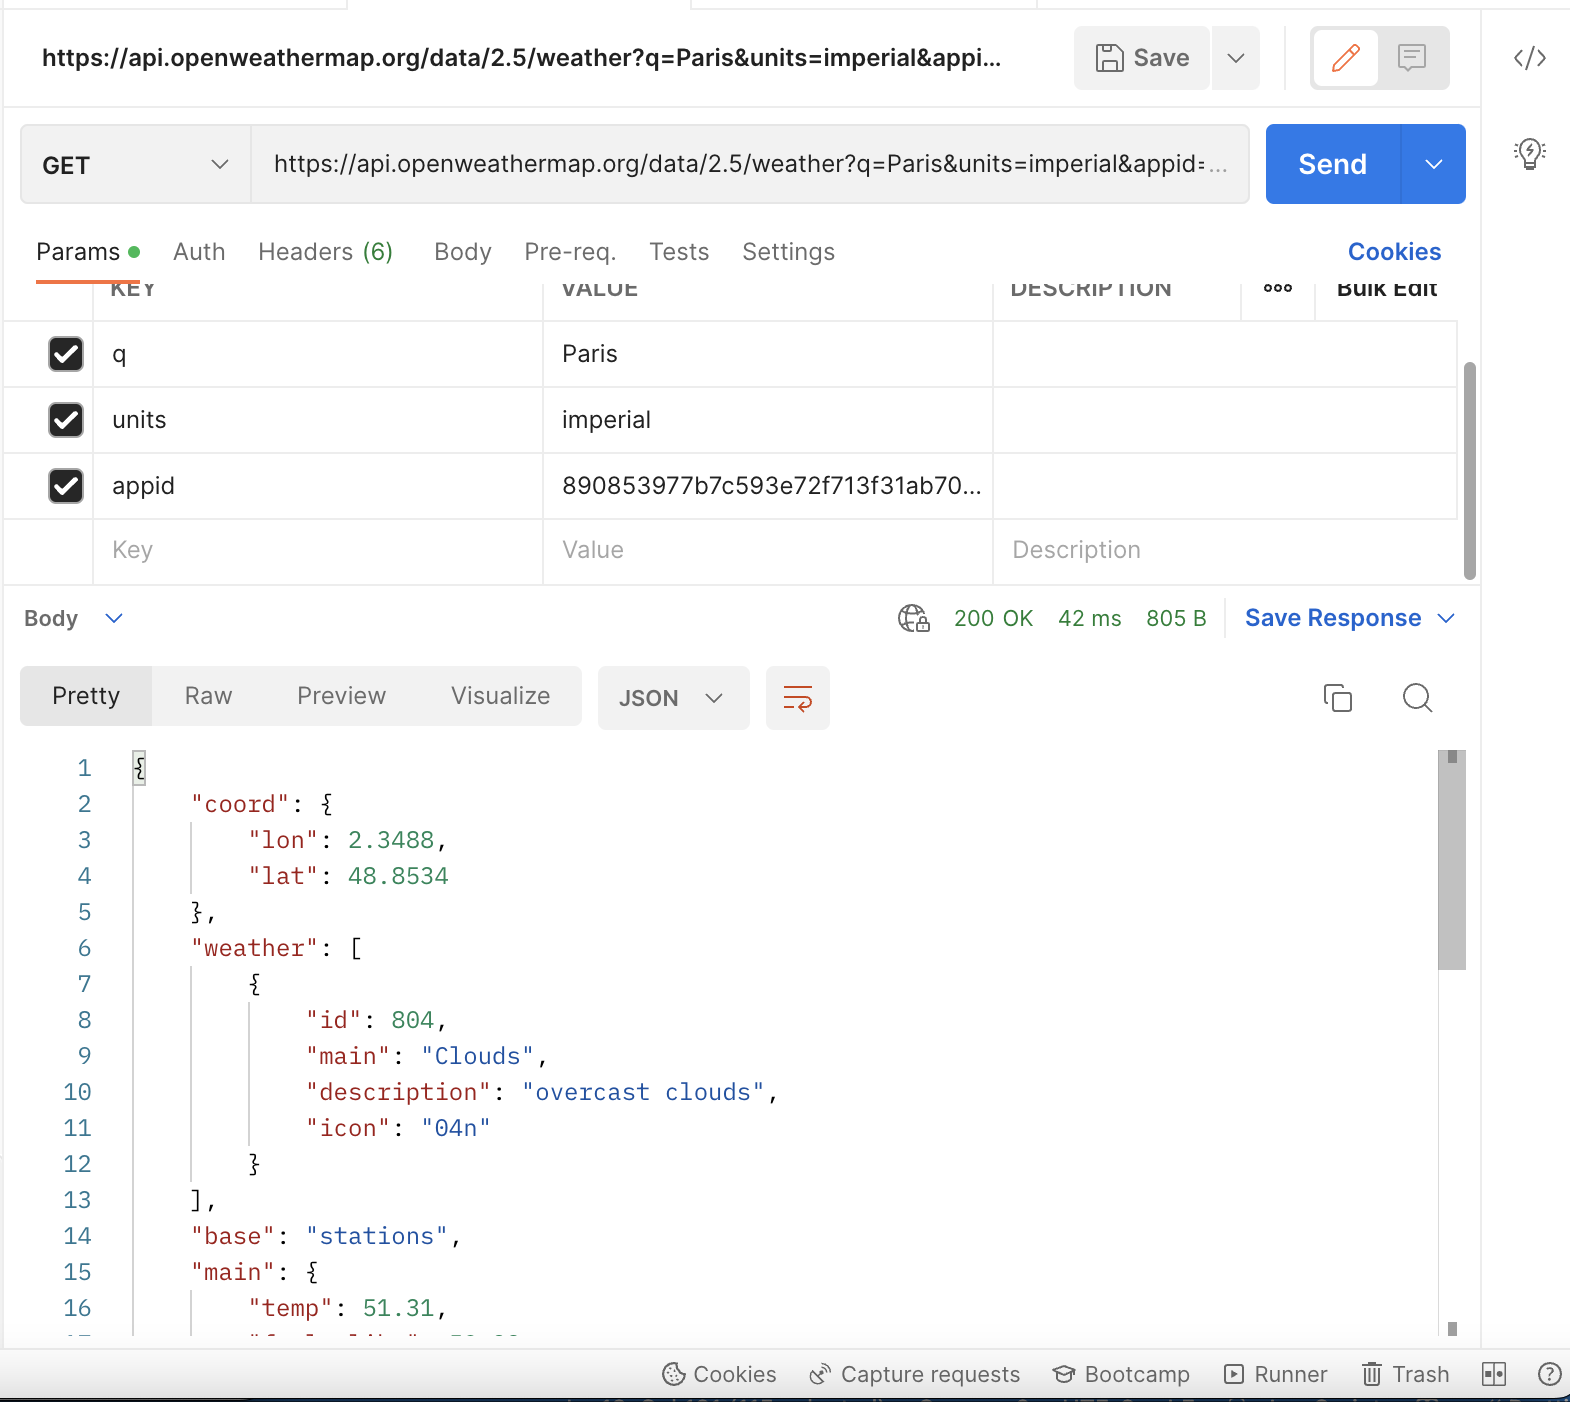 https://api.openweathermap.org/data/2.5/weather?q=Paris&units=imperial&appi...
Save
GET
https://api.openweathermap.org/data/2.5/weather?q=Paris&units=imperial&appid=...
Send
Params Auth Headers (6) Body Pre-req. Tests Settings Cookies
KEY VALUE DESCRIPTION ooo Bulk Edit
q Paris
units imperial
appid 890853977b7c593e72f713f31ab70...
Key Value Description
Body 200 OK 42 ms 805 B Save Response
Pretty Raw Preview Visualize JSON
1 {
2 "coord": {
3 "lon": 2.3488,
4 "lat": 48.8534
5 },
6 "weather": [
7 {
8 "id": 804,
9 "main": "Clouds",
10 "description": "overcast clouds",
11 "icon": "04n"
12 }
13 ],
14 "base": "stations",
15 "main": {
16 "temp": 51.31,
Cookies Capture requests Bootcamp Runner Trash